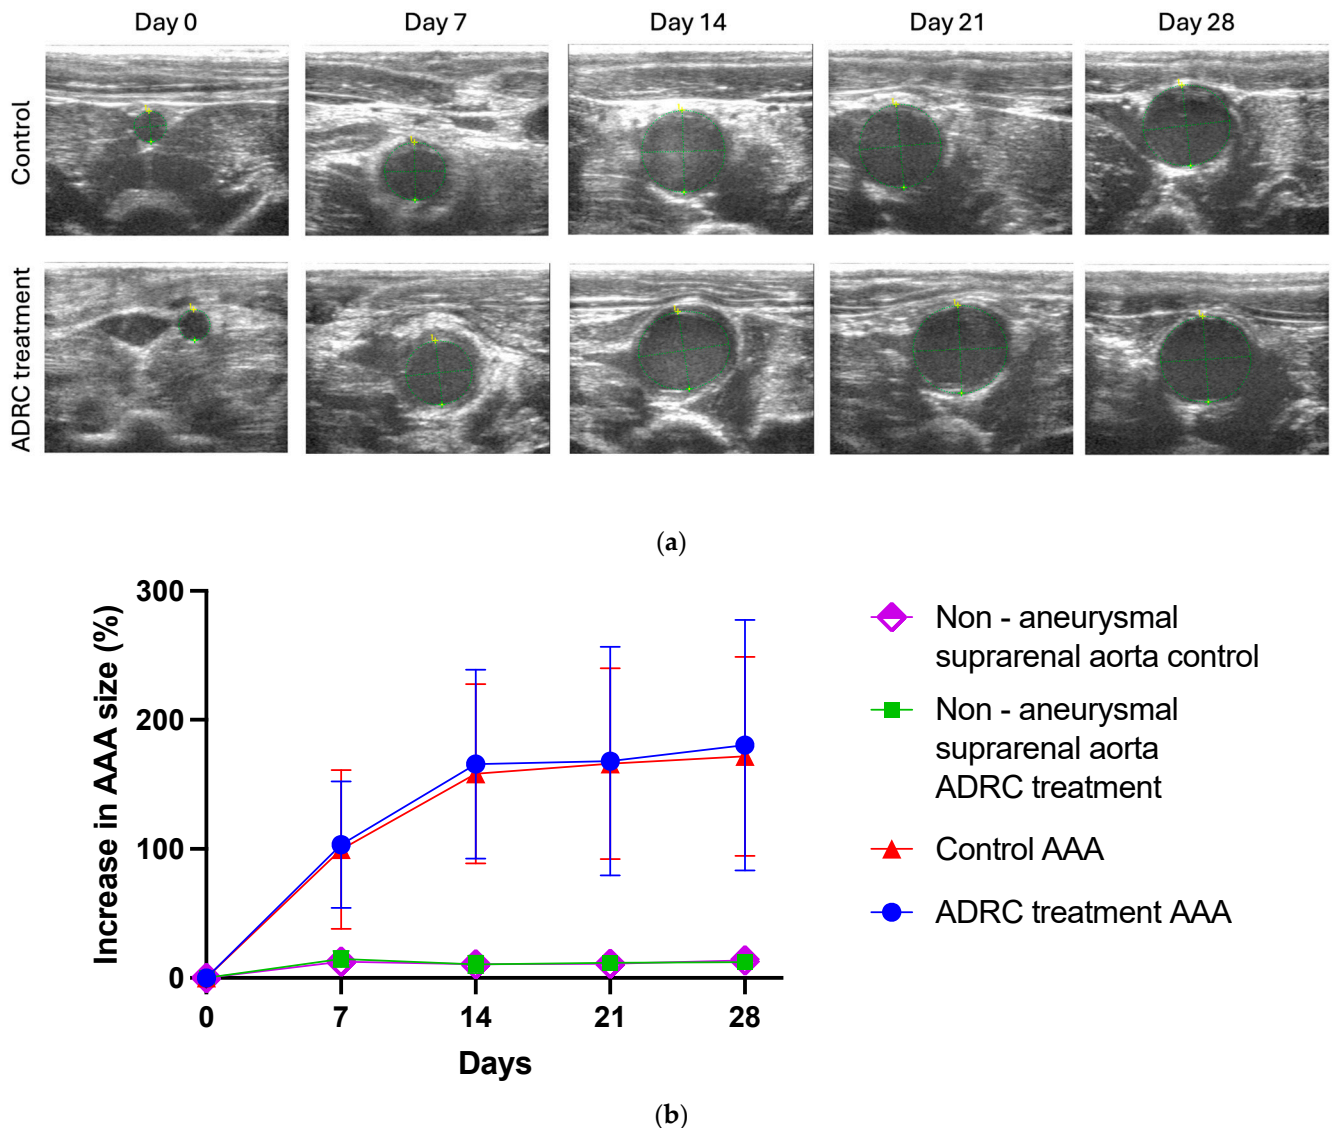 Day 0
Day 7
Day 14
Day 21
Day 28
Control
ADRC treatment
(a)
300
200
100
0
Increase in AAA size (%)
0
7
14
21
28
Days
Non - aneurysmal
suprarenal aorta control
Non - aneurysmal
suprarenal aorta
ADRC treatment
Control AAA
ADRC treatment AAA
(b)